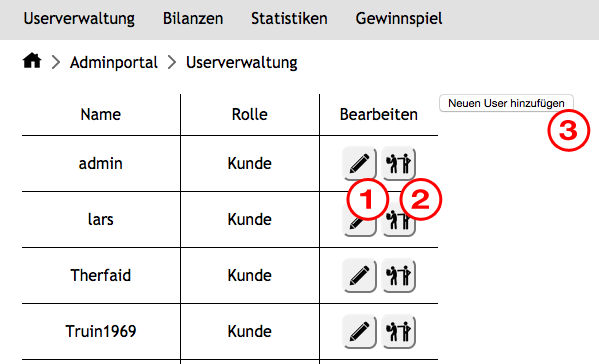 Userverwaltung Bilanzen Statistiken Gewinnspiel
Adminportal > Userverwaltung
Name Rolle Bearbeiten Neuen User hinzufügen
3
admin Kunde
1 2
lars Kunde
Therfaid Kunde
Truin1969 Kunde